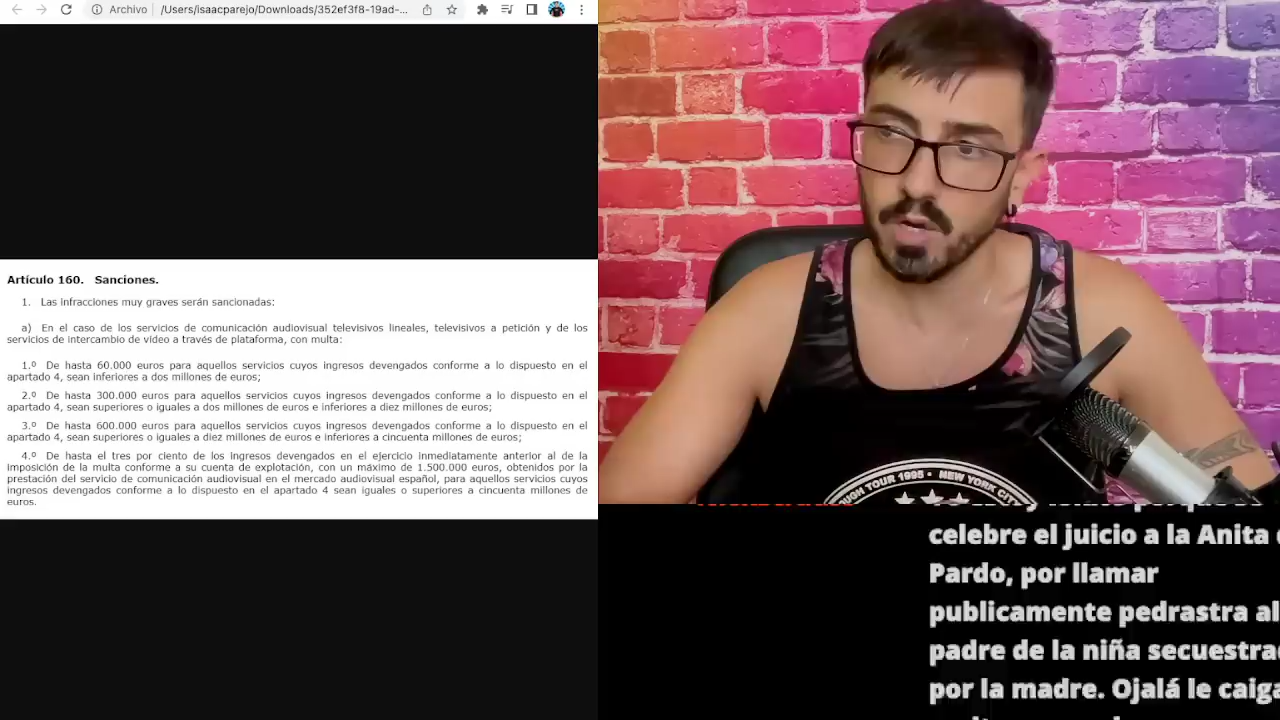 Archivo
/Users/isaacparejo/Downloads/352ef3f8-19ad-...
Artículo 160. Sanciones.
1. Las infracciones muy graves serán sancionadas:
a) En el caso de los servicios de comunicación audiovisual televisivos lineales, televisivos a petición y de los
servicios de intercambio de vídeo a través de plataforma, con multa:
1.º De hasta 60.000 euros para aquellos servicios cuyos ingresos devengados conforme a lo dispuesto en el
apartado 4, sean inferiores a dos millones de euros;
2.º De hasta 300.000 euros para aquellos servicios cuyos ingresos devengados conforme a lo dispuesto en el
apartado 4, sean superiores o iguales a dos millones de euros e inferiores a diez millones de euros;
3.º De hasta 600.000 euros para aquellos servicios cuyos ingresos devengados conforme a lo dispuesto en el
apartado 4, sean superiores o iguales a diez millones de euros e inferiores a cincuenta millones de euros;
4.º De hasta el tres por ciento de los ingresos devengados en el ejercicio inmediatamente anterior al de la
imposición de la multa conforme a su cuenta de explotación, con un máximo de 1.500.000 euros, obtenidos por la
prestación del servicio de comunicación audiovisual en el mercado audiovisual español, para aquellos servicios cuyos
ingresos devengados conforme a lo dispuesto en el apartado 4 sean iguales o superiores a cincuenta millones de
euros.
TOUR 1995 • NEW YORK CITY
celebre el juicio a la Anita
Pardo, por llamar
publicamente pedrastra al
padre de la niña
por la madre. Ojalá le